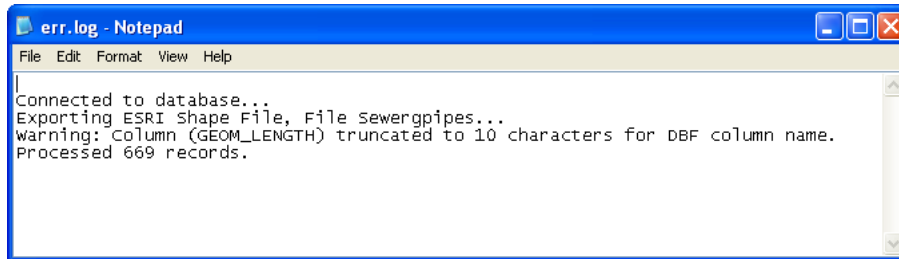 err.log - Notepad
File Edit Format View Help
Connected to database...
Exporting ESRI Shape File, File Sewergpipes...
Warning: Column (GEOM_LENGTH) truncated to 10 characters for DBF column name.
Processed 669 records.